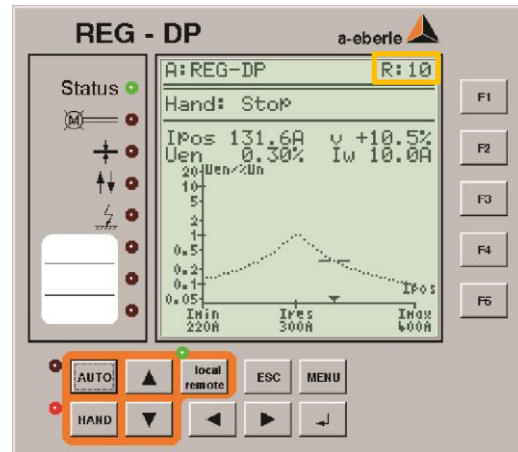 REG - DP
a-eberle
Status
A:REG-DP R:10
Hand: Stop
Ipos 131.6A v +10.5%
Uen 0.30% Iw 10.0A
Uen/%Un
20
10
5
2
1
0.5
0.2
0.1
0.05
Ipos
Imin Ires Imax
220A 300A 400A
F1
F2
F3
F4
F5
M
AUTO
local
remote
ESC
MENU
HAND